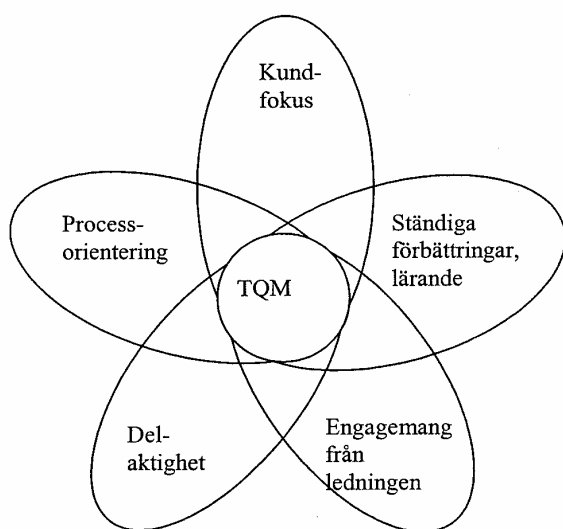 Kund-
fokus
Process-
orientering
Ständiga
förbättringar,
lärande
TQM
Del-
aktighet
Engagemang
från
ledningen